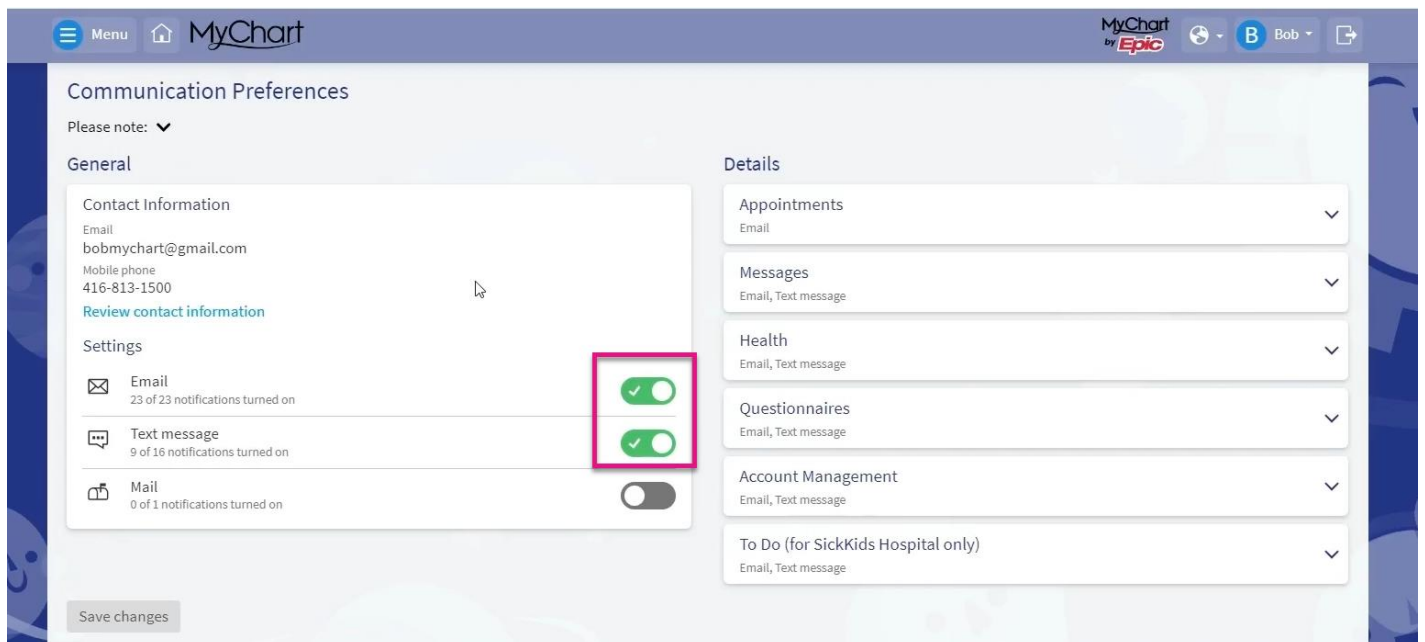 Menu
MyChart
MyChart
by Epic
B Bob
Communication Preferences
Please note:
General
Contact Information
Email
bobmychart@gmail.com
Mobile phone
416-813-1500
Review contact information
Settings
Email
23 of 23 notifications turned on
Text message
9 of 16 notifications turned on
Mail
0 of 1 notifications turned on
Save changes
Details
Appointments
Email
Messages
Email, Text message
Health
Email, Text message
Questionnaires
Email, Text message
Account Management
Email, Text message
To Do (for SickKids Hospital only)
Email, Text message